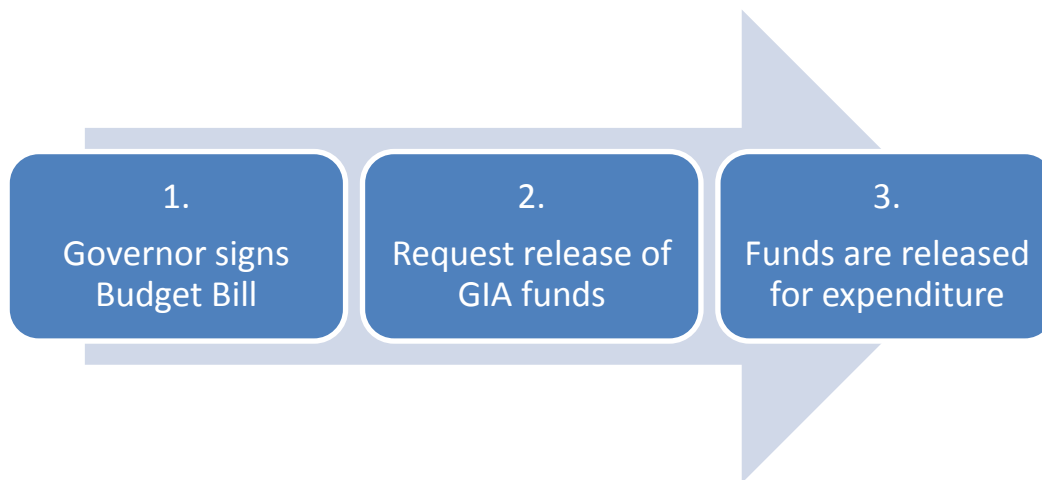 1.
Governor signs
Budget Bill
2.
Request release of
GIA funds
3.
Funds are released
for expenditure